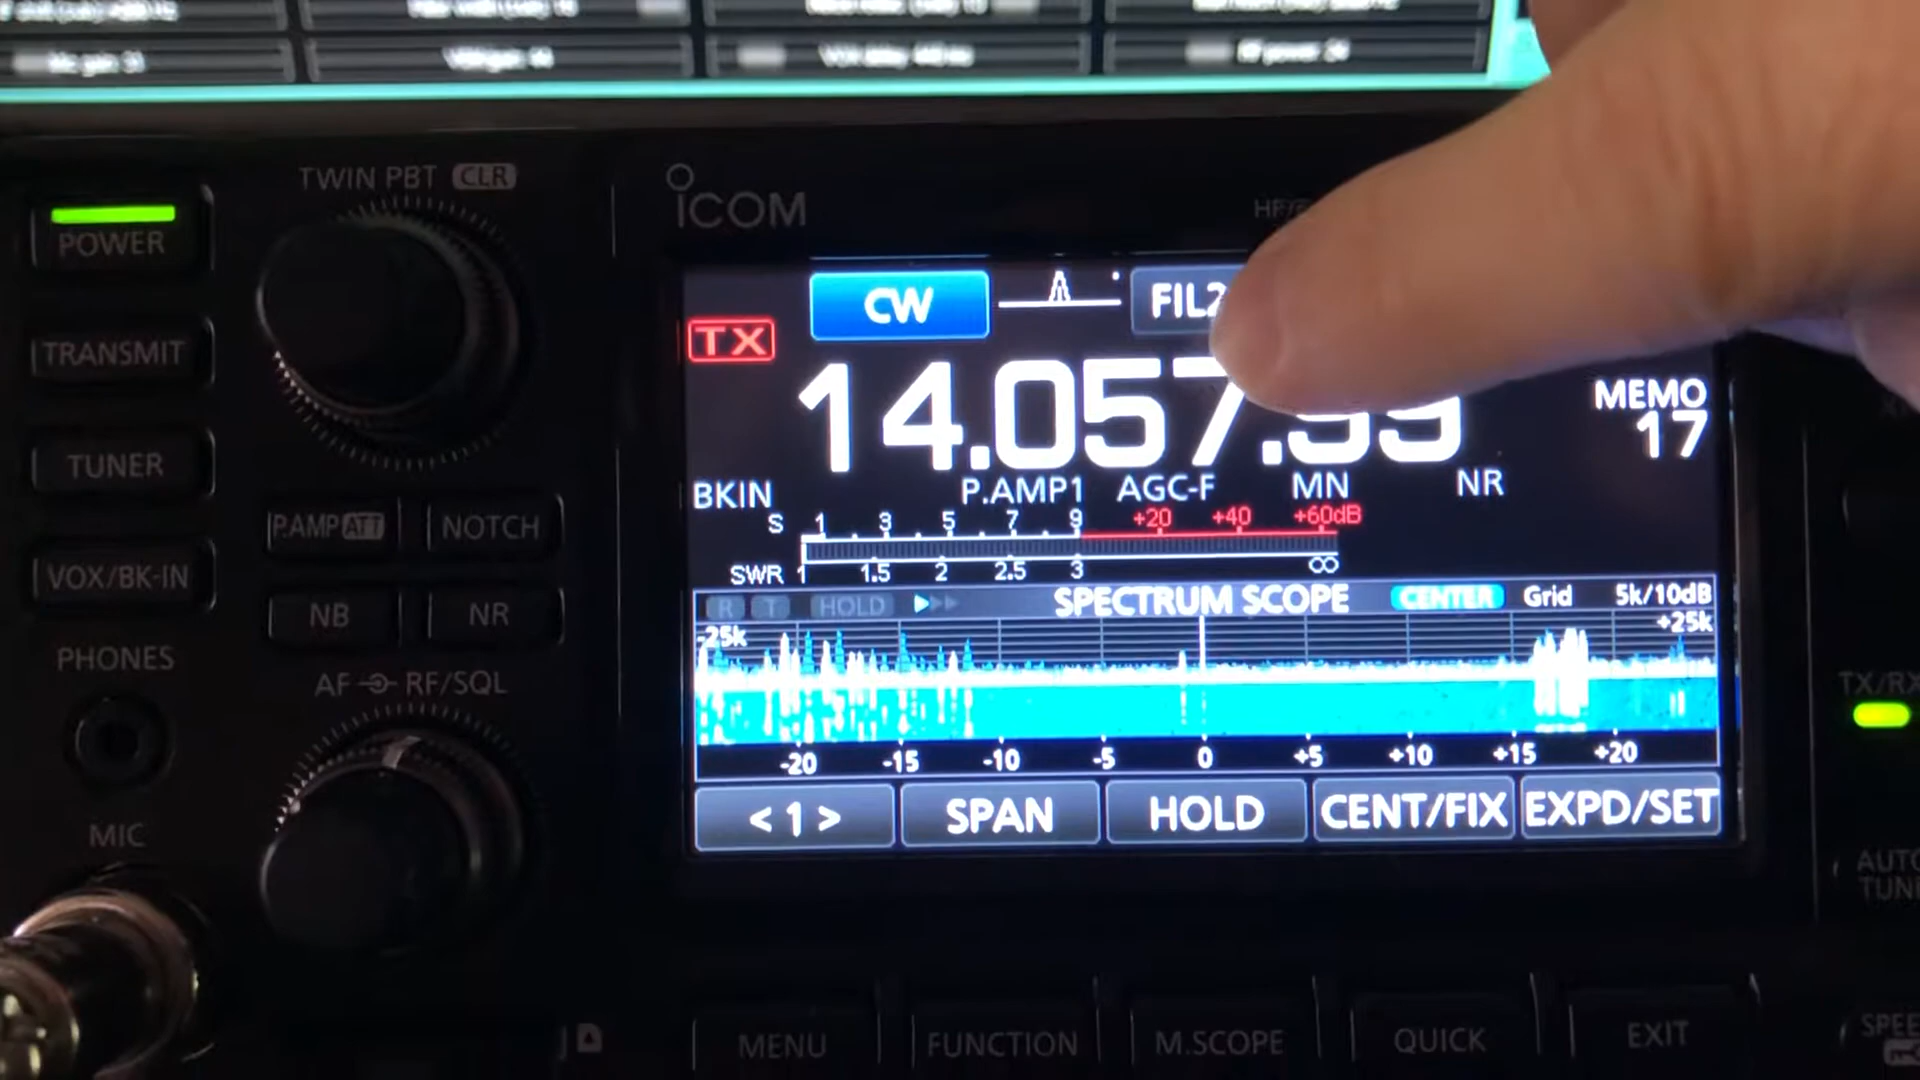 TWIN PBT CLR
ICOM
POWER
CW
FIL2
TX
TRANSMIT
14.057.99
MEMO
17
TUNER
BKIN P.AMP1 AGC-F MN NR
S 1 3 5 7 9 +20 +40 +60dB
P.AMP ATT NOTCH
VOX/BK-IN
SWR 1 1.5 2 2.5 3 ∞
R T HOLD SPECTRUM SCOPE CENTER Grid 5k/10dB
NB NR
-25k +25k
PHONES
AF RF/SQL
TX/RX
-20 -15 -10 -5 0 +5 +10 +15 +20
< 1 > SPAN HOLD CENT/FIX EXPD/SET
MIC
AUTO
TUNE
MENU FUNCTION M.SCOPE QUICK EXIT